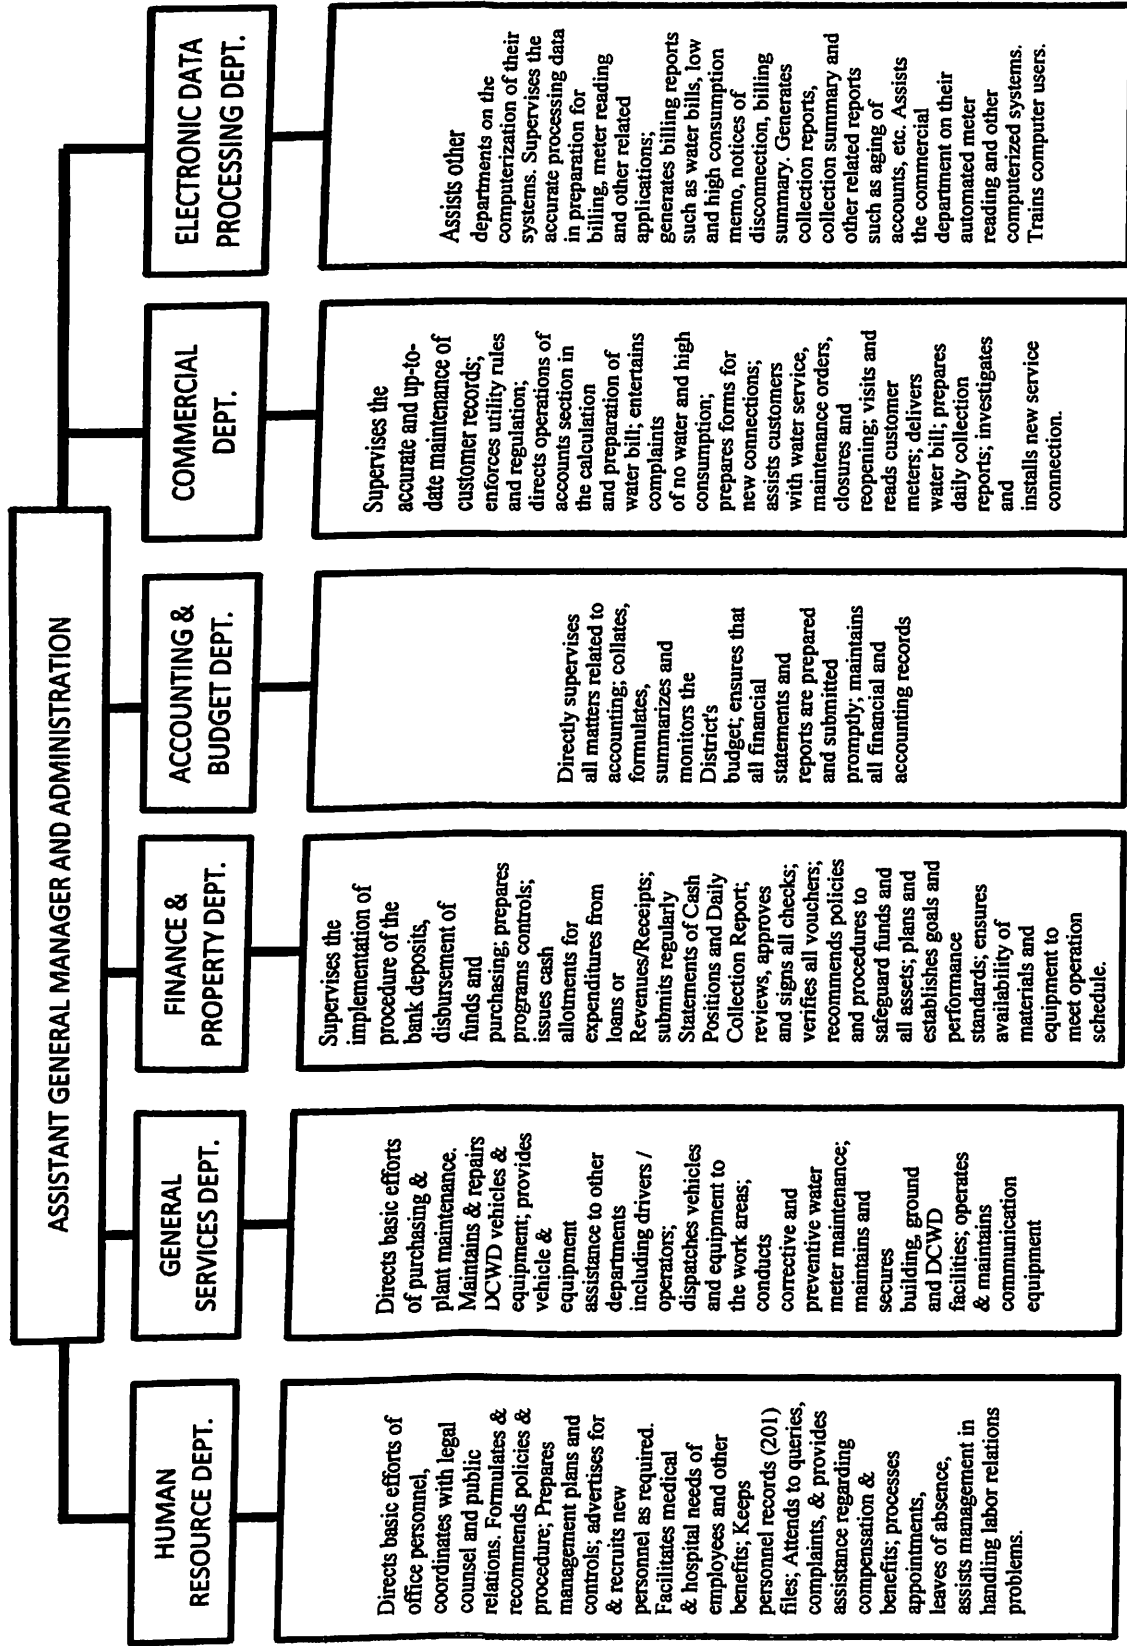 ASSISTANT GENERAL MANAGER AND ADMINISTRATION
HUMAN
RESOURCE DEPT.
Directs basic efforts of
office personnel,
coordinates with legal
counsel and public
relations. Formulates &
recommends policies &
procedure; Prepares
management plans and
controls; advertises for
& recruits new
personnel as required.
Facilitates medical
& hospital needs of
employees and other
benefits; Keeps
personnel records (201)
files; Attends to queries,
complaints, & provides
assistance regarding
compensation &
benefits; processes
appointments,
leaves of absence,
assists management in
handling labor relations
problems.
GENERAL
SERVICES DEPT.
Directs basic efforts
of purchasing &
plant maintenance.
Maintains & repairs
DCWD vehicles &
equipment; provides
vehicle &
equipment
assistance to other
departments
including drivers /
operators;
dispatches vehicles
and equipment to
the work areas;
conducts
corrective and
preventive water
meter maintenance;
maintains and
secures
building, ground
and DCWD
facilities; operates
& maintains
communication
equipment
FINANCE &
PROPERTY DEPT.
Supervises the
implementation of
procedure of the
bank deposits,
disbursement of
funds and
purchasing; prepares
programs controls;
issues cash
allotments for
expenditures from
loans or
Revenues/Receipts;
submits regularly
Statements of Cash
Positions and Daily
Collection Report;
reviews, approves
and signs all checks;
verifies all vouchers;
recommends policies
and procedures to
safeguard funds and
all assets; plans and
establishes goals and
performance
standards; ensures
availability of
materials and
equipment to
meet operation
schedule.
ACCOUNTING &
BUDGET DEPT.
Directly supervises
all matters related to
accounting; collates,
formulates,
summarizes and
monitors the
District's
budget; ensures that
all financial
statements and
reports are prepared
and submitted
promptly; maintains
all financial and
accounting records
COMMERCIAL
DEPT.
Supervises the
accurate and up-to-
date maintenance of
customer records;
enforces utility rules
and regulation;
directs operations of
accounts section in
the calculation
and preparation of
water bill; entertains
complaints
of no water and high
consumption;
prepares forms for
new connections;
assists customers
with water service,
maintenance orders,
closures and
reopening; visits and
reads customer
meters; delivers
water bill; prepares
daily collection
reports; investigates
and
installs new service
connection.
ELECTRONIC DATA
PROCESSING DEPT.
Assists other
departments on the
computerization of their
systems. Supervises the
accurate processing data
in preparation for
billing, meter reading
and other related
applications;
generates billing reports
such as water bills, low
and high consumption
memo, notices of
disconnection, billing
summary. Generates
collection reports,
collection summary and
other related reports
such as aging of
accounts, etc. Assists
the commercial
department on their
automated meter
reading and other
computerized systems.
Trains computer users.